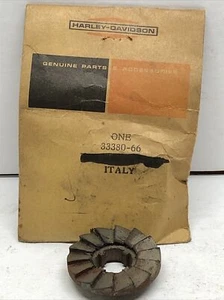 HARLEY-DAVIDSON
GENUINE PARTS & ACCESSORIES
ONE
33380-66
ITALY